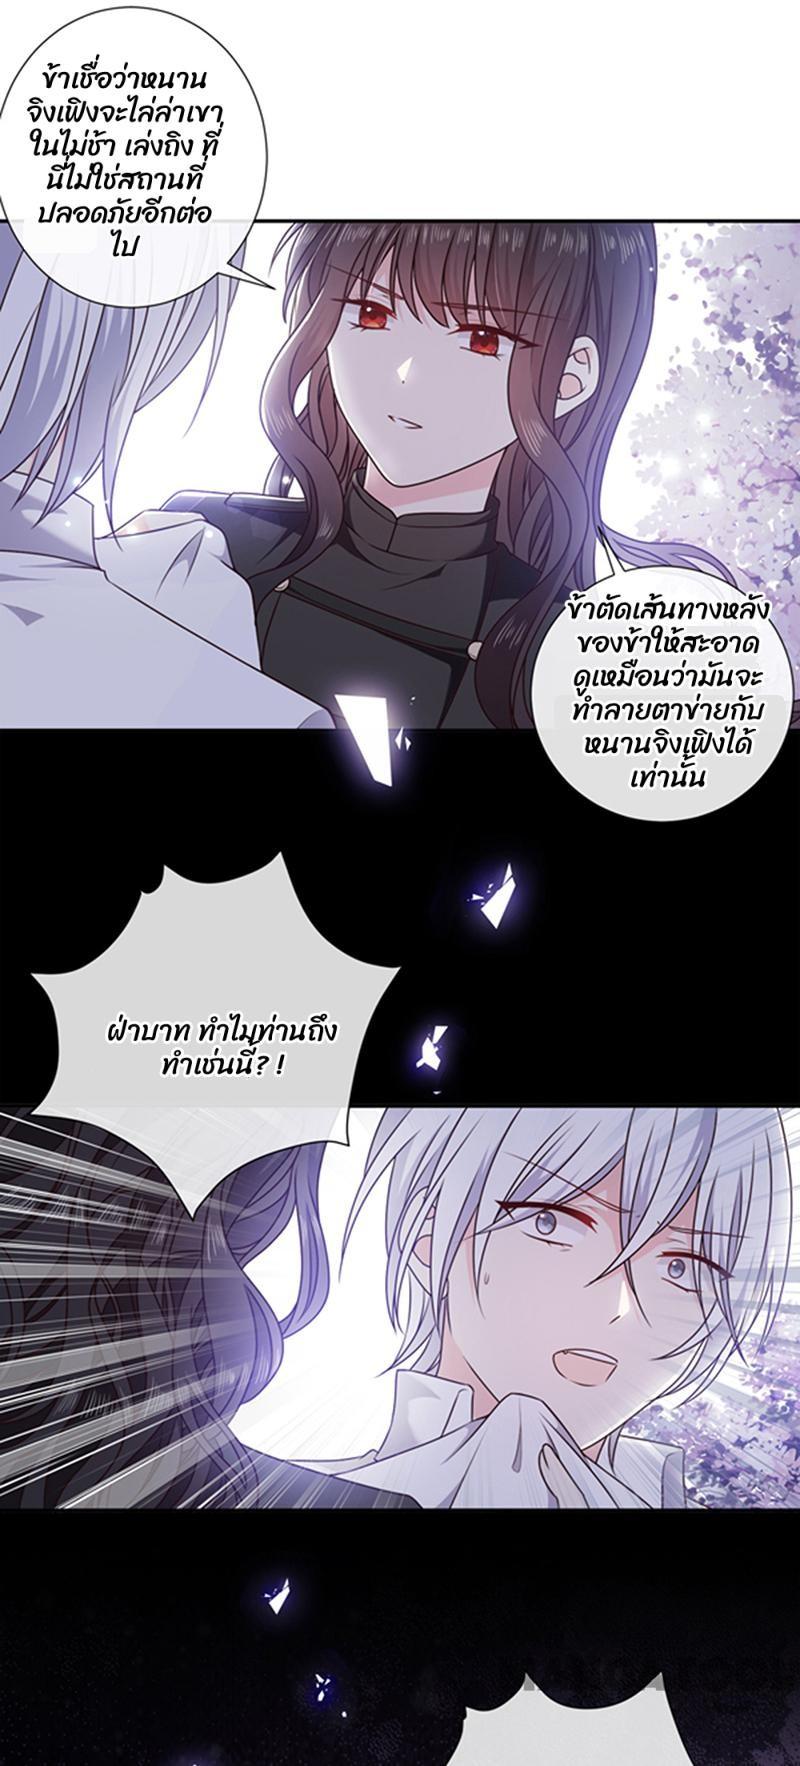 ข้าเชื่อว่าหนาน
จิงเฟิงจะไล่ล่าเขา
ในไม่ช้า เล่งถิง ที่
นี่ไม่ใช่สถานที่
ปลอดภัยอีกต่อ
ไป
ข้าตัดเส้นทางหลัง
ของข้าให้สะอาด
ดูเหมือนว่ามันจะ
ทำลายตาข่ายกับ
หนานจิงเฟิงได้
เท่านั้น
ฝ่าบาท ทำไมท่านถึง
ทำเช่นนี้?!
MANGATOON